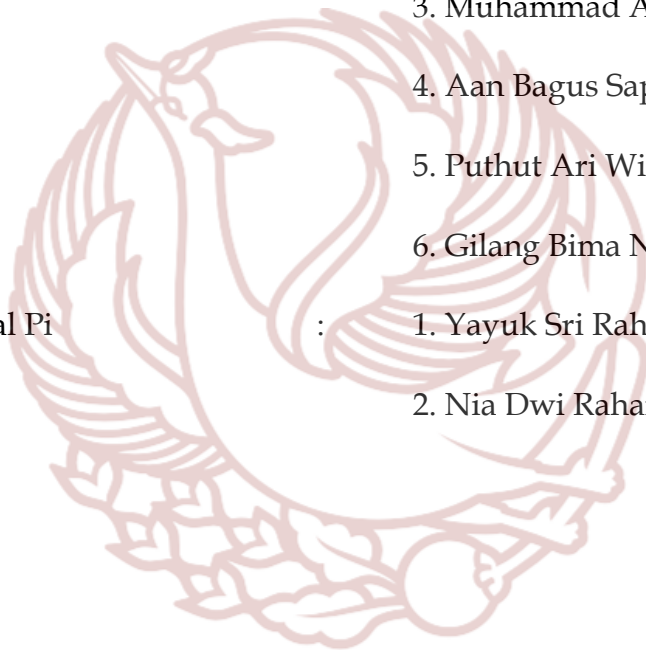 3. Muhammad A
4. Aan Bagus Sap
5. Puthut Ari Wi
6. Gilang Bima N
al Pi : 1. Yayuk Sri Rah
2. Nia Dwi Raha